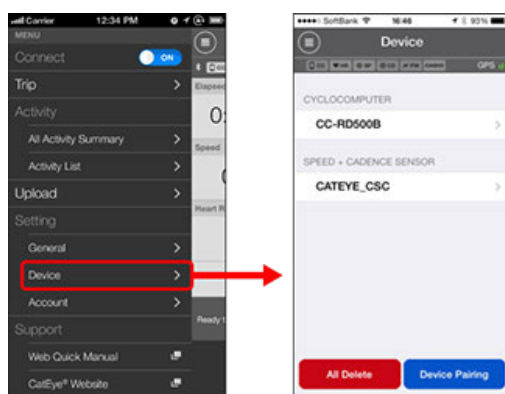 Carrier 12:34 PM
MENU
Connect ON
Trip
Activity
All Activity Summary
Activity List
Upload
Setting
General
Device
Account
Support
Web Quick Manual
CatEye® Website
Elapsed
0:
Speed
Heart R
Ready t
SoftBank 16:46 93%
Device
GPS
CYCLOCOMPUTER
CC-RD500B
SPEED + CADENCE SENSOR
CATEYE_CSC
All Delete Device Pairing